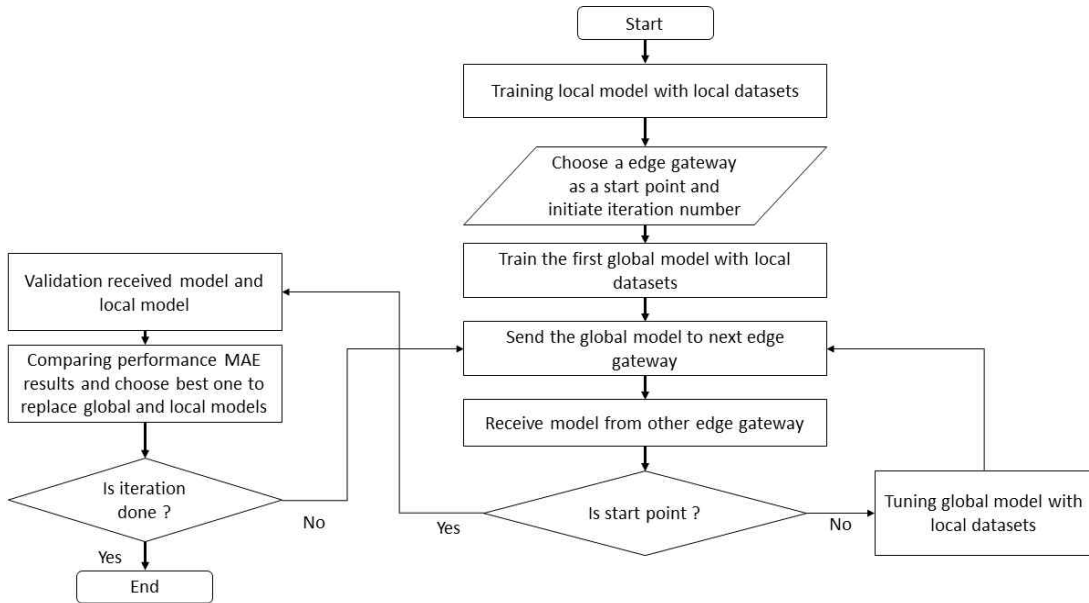 Start
Training local model with local datasets
Choose a edge gateway
as a start point and
initiate iteration number
Train the first global model with local
datasets
Send the global model to next edge
gateway
Receive model from other edge gateway
Is start point ?
Yes
No
Tuning global model with
local datasets
Validation received model and
local model
Comparing performance MAE
results and choose best one to
replace global and local models
Is iteration
done ?
No
Yes
End